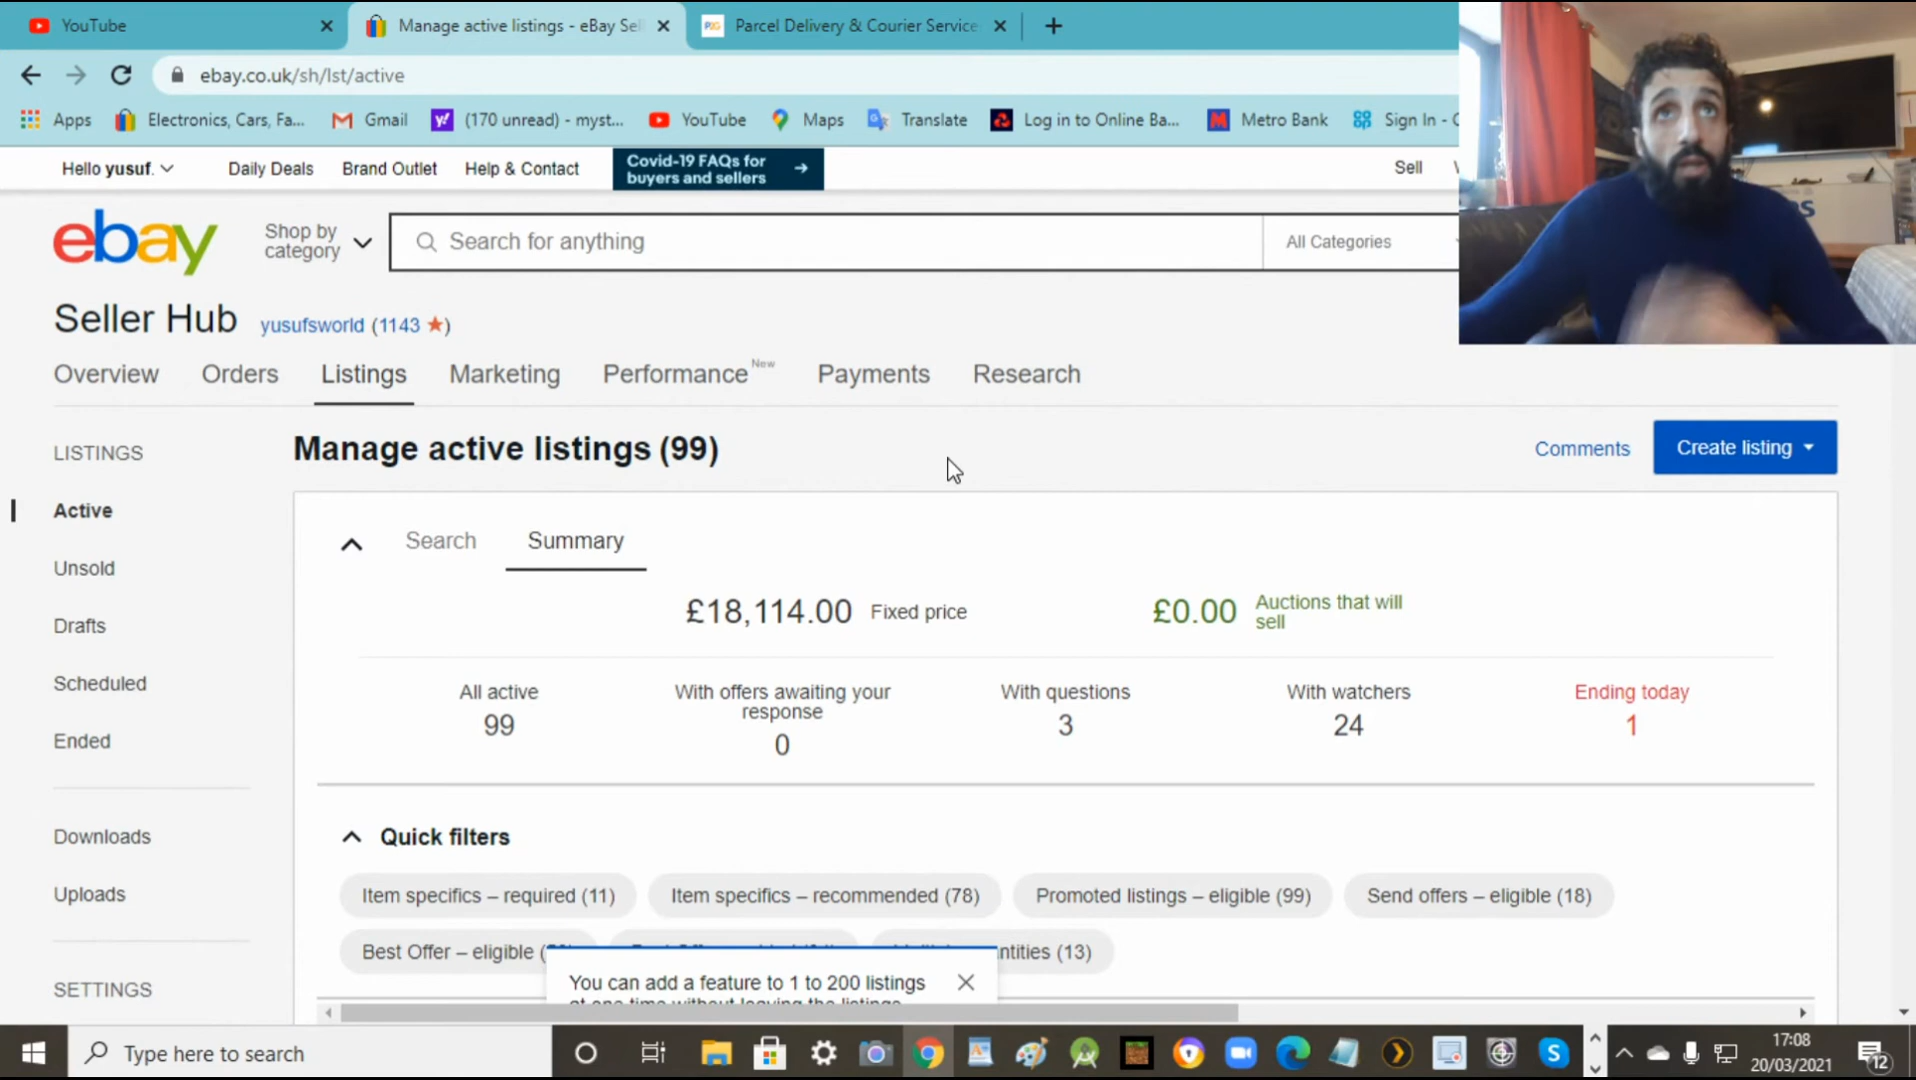 YouTube
Manage active listings - eBay Sel
Parcel Delivery & Courier Service
ebay.co.uk/sh/lst/active
Apps
Electronics, Cars, Fa...
Gmail
(170 unread) - myst...
YouTube
Maps
Translate
Log in to Online Ba...
Metro Bank
Sign In -
Hello yusuf.
Daily Deals
Brand Outlet
Help & Contact
Covid-19 FAQs for
buyers and sellers
Sell
ebay
Shop by
category
Search for anything
All Categories
Seller Hub
yusufsworld (1143 ★)
Overview
Orders
Listings
Marketing
Performance New
Payments
Research
LISTINGS
Manage active listings (99)
Comments
Create listing
Active
Search
Summary
Unsold
£18,114.00 Fixed price
£0.00 Auctions that will
sell
Drafts
Scheduled
All active
99
With offers awaiting your
response
0
With questions
3
With watchers
24
Ending today
1
Ended
Downloads
Quick filters
Uploads
Item specifics – required (11)
Item specifics – recommended (78)
Promoted listings – eligible (99)
Send offers – eligible (18)
Best Offer – eligible
(13)
SETTINGS
You can add a feature to 1 to 200 listings
at one time without leaving the listings
Type here to search
17:08
20/03/2021
12